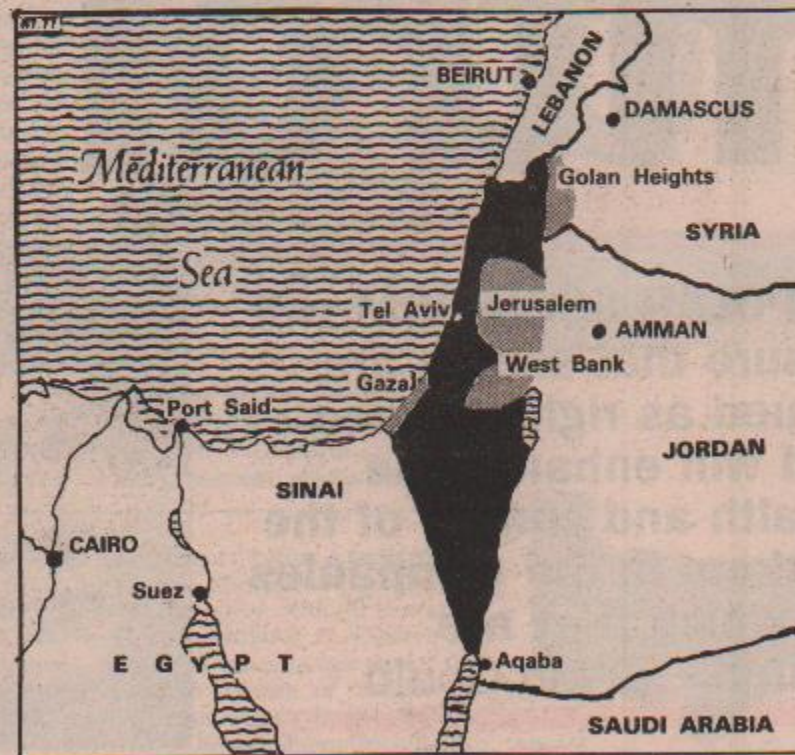 BEIRUT
LEBANON
DAMASCUS
Mediterranean
Golan Heights
Sea
SYRIA
Tel Aviv
Jerusalem
AMMAN
West Bank
Gaza
Port Said
JORDAN
SINAI
CAIRO
Suez
EGYPT
Aqaba
SAUDI ARABIA